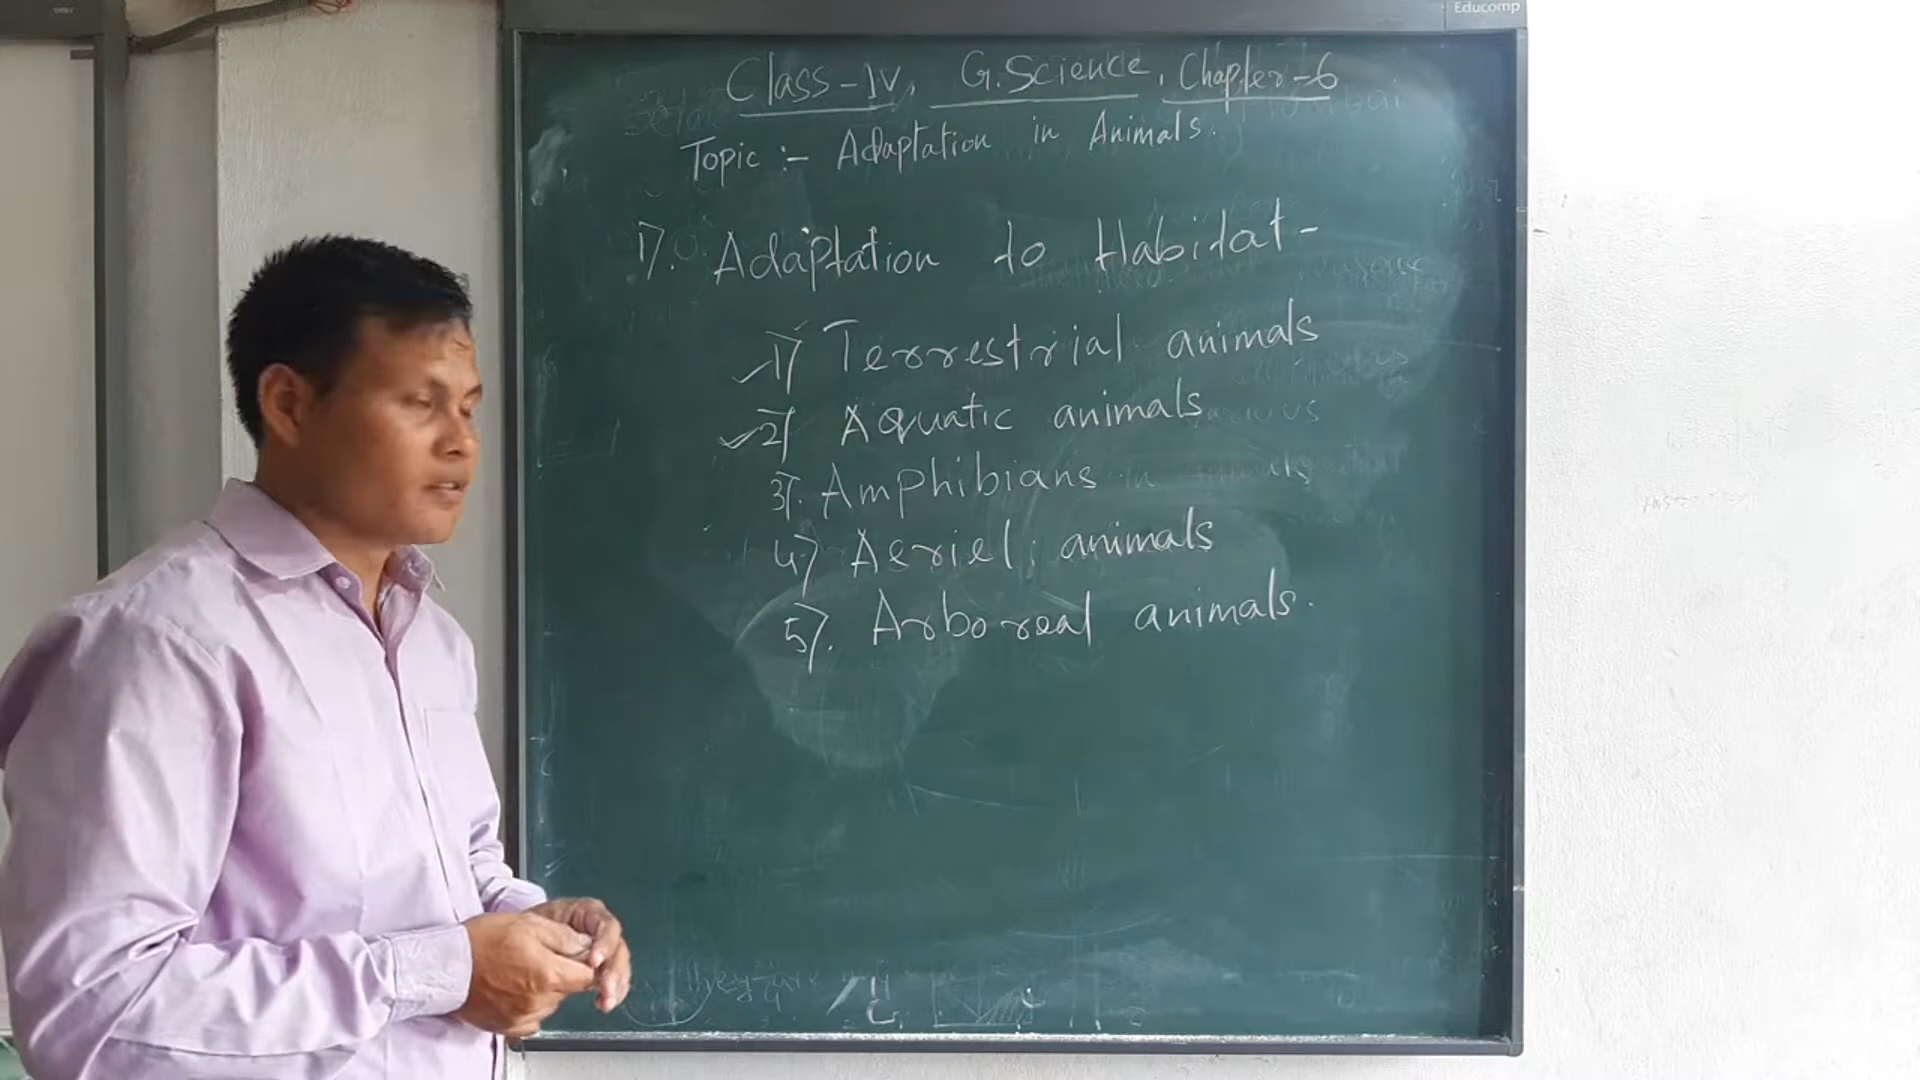 Educomp
Class-IV, G.Science, Chapter-6
Topic :- Adaptation in Animals.
1). Adaptation to Habitat-
1) Terrestrial animals
2) Aquatic animals
3). Amphibians
4) Aeriel animals
5). Arboreal animals.